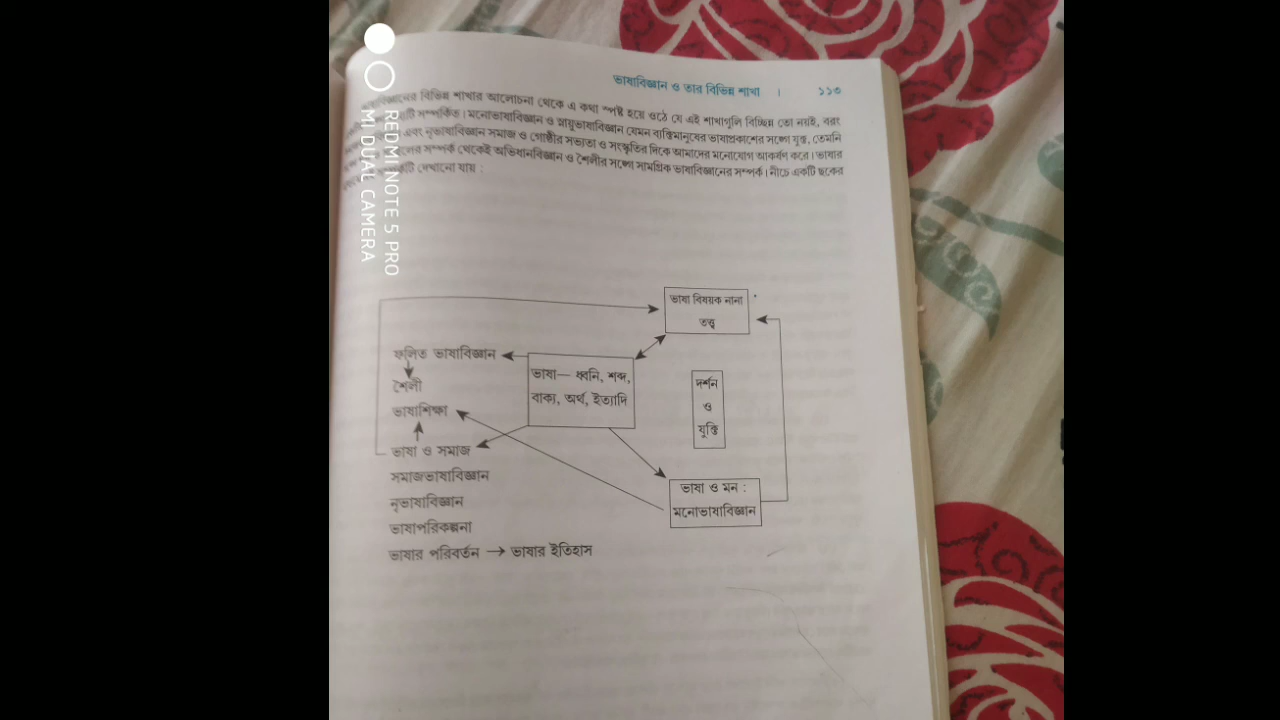 ভাষাবিজ্ঞান ও তার বিভিন্ন শাখা । ১১৩
বিভিন্ন শাখার আলোচনা থেকে এ কথা স্পষ্ট হয়ে ওঠে যে এই শাখাগুলি বিচ্ছিন্ন তো নয়ই, বরং
সম্পর্কিত। মনোভাষাবিজ্ঞান ও স্নায়ুভাষাবিজ্ঞান যেমন ব্যক্তিমানুষের ভাষাপ্রকাশের সঙ্গে যুক্ত, তেমনি
এবং নৃভাষাবিজ্ঞান সমাজ ও গোষ্ঠীর সভ্যতা ও সংস্কৃতির দিকে আমাদের মনোযোগ আকর্ষণ করে। ভাষার
সম্পর্ক থেকেই অভিধানবিজ্ঞান ও শৈলীর সঙ্গে সামগ্রিক ভাষাবিজ্ঞানের সম্পর্ক। নীচে একটি ছকের
দেখানো যায় :
ভাষা বিষয়ক নানা
তত্ত্ব
ফলিত ভাষাবিজ্ঞান
শৈলী
ভাষাশিক্ষা
ভাষা— ধ্বনি, শব্দ,
বাক্য, অর্থ, ইত্যাদি
দর্শন
ও
যুক্তি
ভাষা ও সমাজ
সমাজভাষাবিজ্ঞান
নৃভাষাবিজ্ঞান
ভাষাপরিকল্পনা
ভাষার পরিবর্তন → ভাষার ইতিহাস
ভাষা ও মন :
মনোভাষাবিজ্ঞান
REDMI NOTE 5 PRO
MI DUAL CAMERA